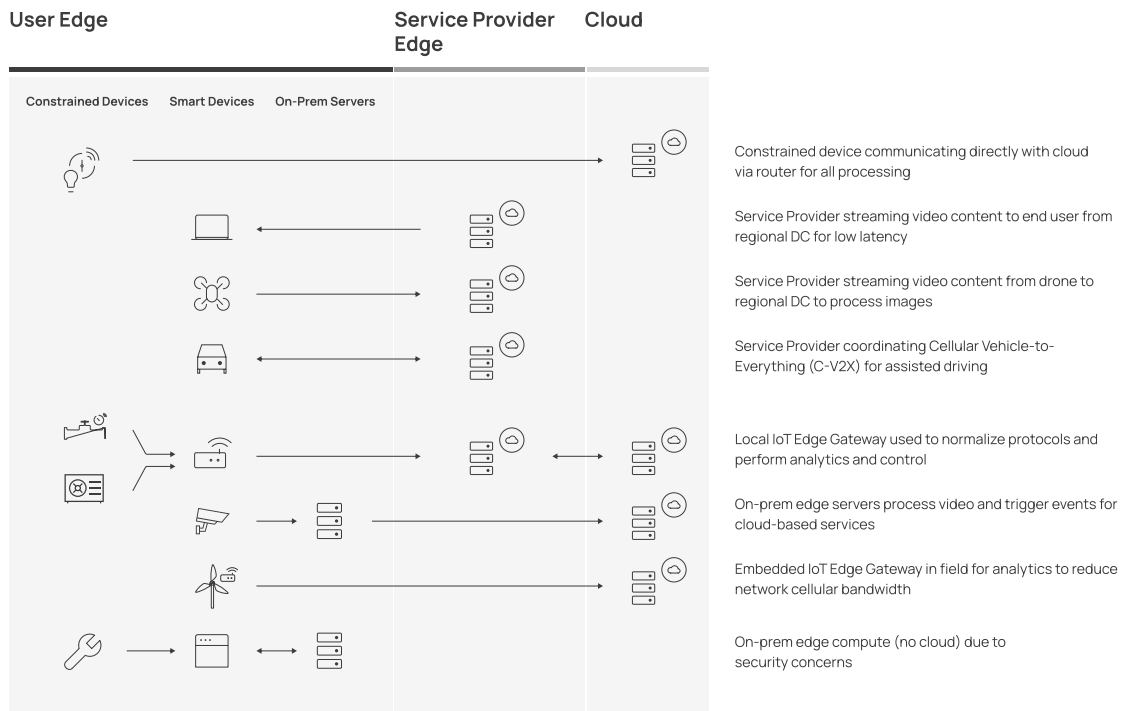 User Edge
Service Provider
Edge
Cloud
Constrained Devices
Smart Devices
On-Prem Servers
Constrained device communicating directly with cloud
via router for all processing
Service Provider streaming video content to end user from
regional DC for low latency
Service Provider streaming video content from drone to
regional DC to process images
Service Provider coordinating Cellular Vehicle-to-
Everything (C-V2X) for assisted driving
Local IoT Edge Gateway used to normalize protocols and
perform analytics and control
On-prem edge servers process video and trigger events for
cloud-based services
Embedded IoT Edge Gateway in field for analytics to reduce
network cellular bandwidth
On-prem edge compute (no cloud) due to
security concerns